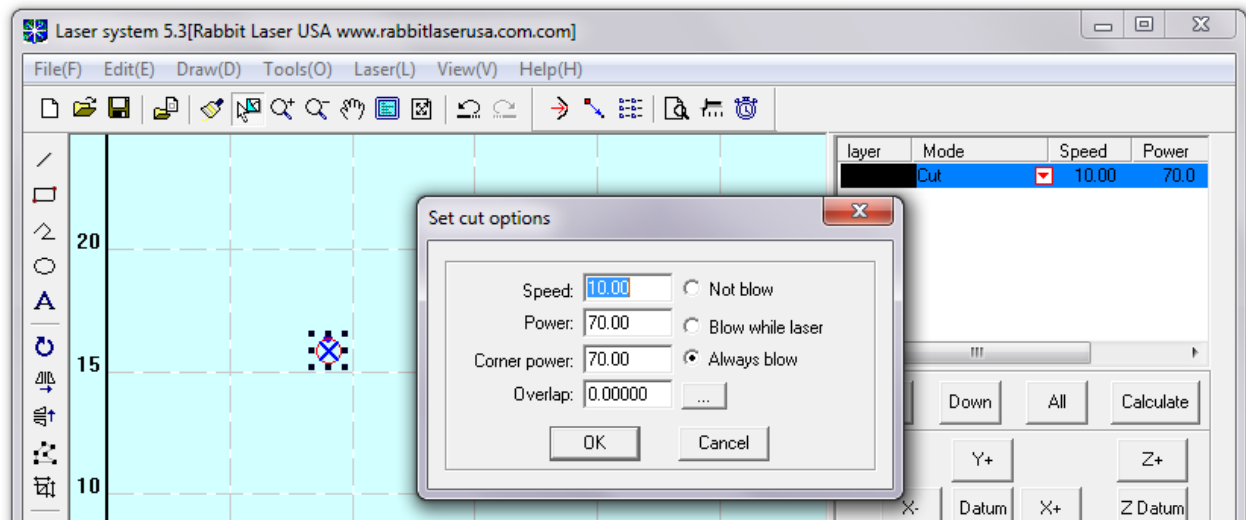 Laser system 5.3[Rabbit Laser USA www.rabbitlaserusa.com.com]
File(F) Edit(E) Draw(D) Tools(O) Laser(L) View(V) Help(H)
layer Mode Speed Power
Cut 10.00 70.0
Set cut options
20
Speed: 10.00 Not blow
Power: 70.00 Blow while laser
15
Corner power: 70.00 Always blow
Overlap: 0.00000 ...
Down All Calculate
OK Cancel
Y+ Z+
10
X- Datum X+ Z Datum
A